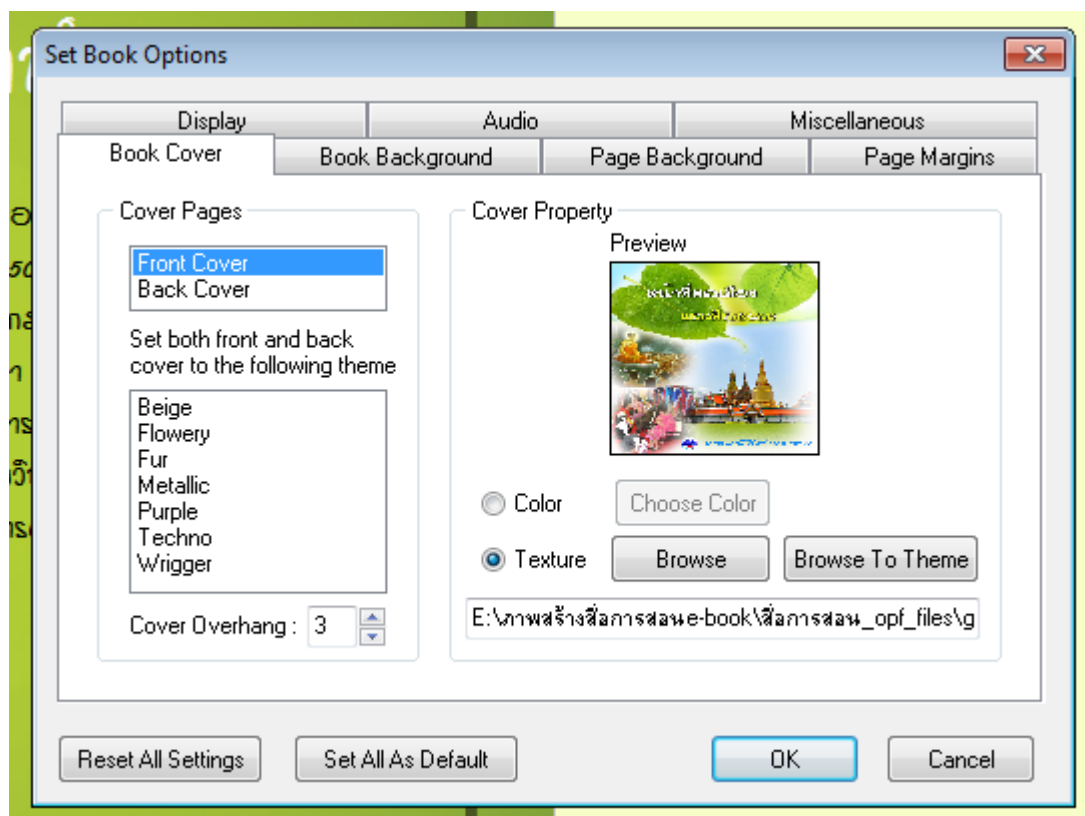 Set Book Options
Display Audio Miscellaneous
Book Cover Book Background Page Background Page Margins
Cover Pages
Front Cover
Back Cover
Set both front and back
cover to the following theme
Beige
Flowery
Fur
Metallic
Purple
Techno
Wrigger
Cover Overhang : 3
Cover Property
Preview
Color Choose Color
Texture Browse Browse To Theme
E:\ภาพสร้างสื่อการสอนe-book\สื่อการสอน_opf_files\g
Reset All Settings Set All As Default OK Cancel